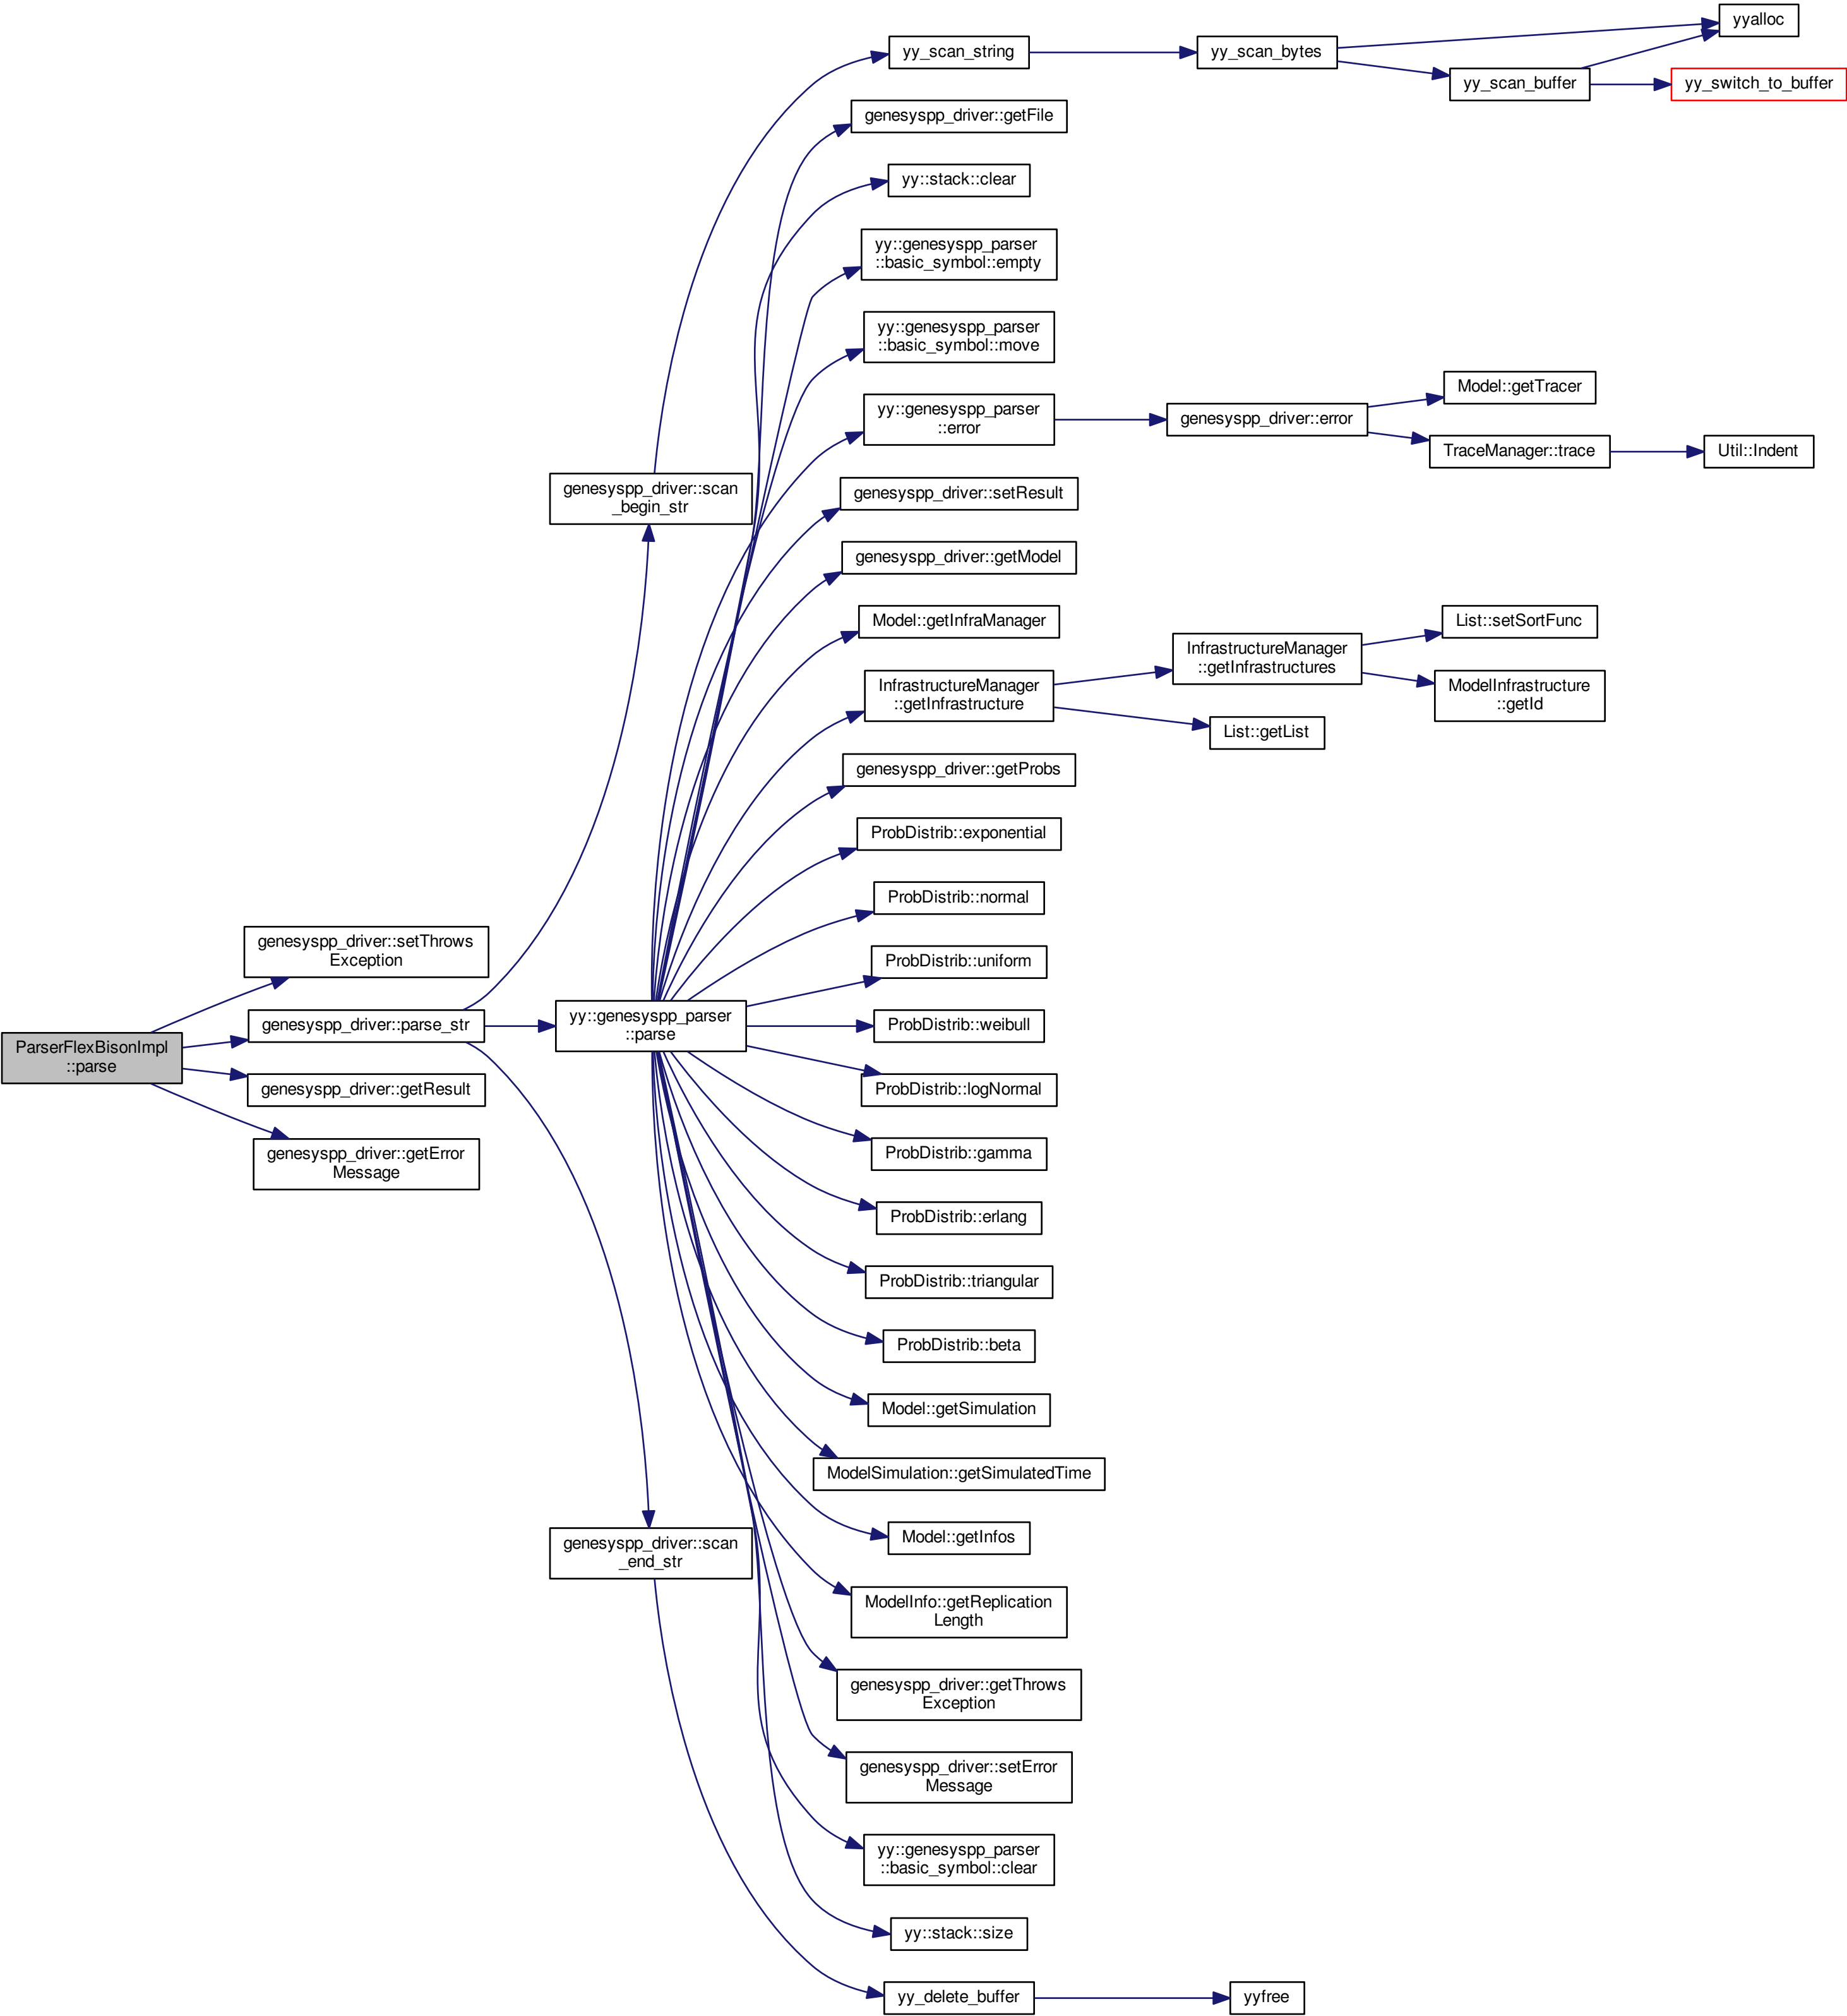 ParserFlexBisonImpl
::parse
genesyspp_driver::setThrows
Exception
genesyspp_driver::parse_str
genesyspp_driver::getResult
genesyspp_driver::getError
Message
genesyspp_driver::scan
_begin_str
yy::genesyspp_parser
::parse
genesyspp_driver::scan
_end_str
yy_scan_string
genesyspp_driver::getFile
yy::stack::clear
yy::genesyspp_parser
::basic_symbol::empty
yy::genesyspp_parser
::basic_symbol::move
yy::genesyspp_parser
::error
genesyspp_driver::setResult
genesyspp_driver::getModel
Model::getInfraManager
InfrastructureManager
::getInfrastructure
genesyspp_driver::getProbs
ProbDistrib::exponential
ProbDistrib::normal
ProbDistrib::uniform
ProbDistrib::weibull
ProbDistrib::logNormal
ProbDistrib::gamma
ProbDistrib::erlang
ProbDistrib::triangular
ProbDistrib::beta
Model::getSimulation
ModelSimulation::getSimulatedTime
Model::getInfos
ModelInfo::getReplication
Length
genesyspp_driver::getThrows
Exception
genesyspp_driver::setError
Message
yy::genesyspp_parser
::basic_symbol::clear
yy::stack::size
yy_delete_buffer
yy_scan_bytes
genesyspp_driver::error
InfrastructureManager
::getInfrastructures
List::getList
yyfree
yy_scan_buffer
Model::getTracer
TraceManager::trace
List::setSortFunc
ModelInfrastructure
::getId
yyalloc
yy_switch_to_buffer
Util::Indent